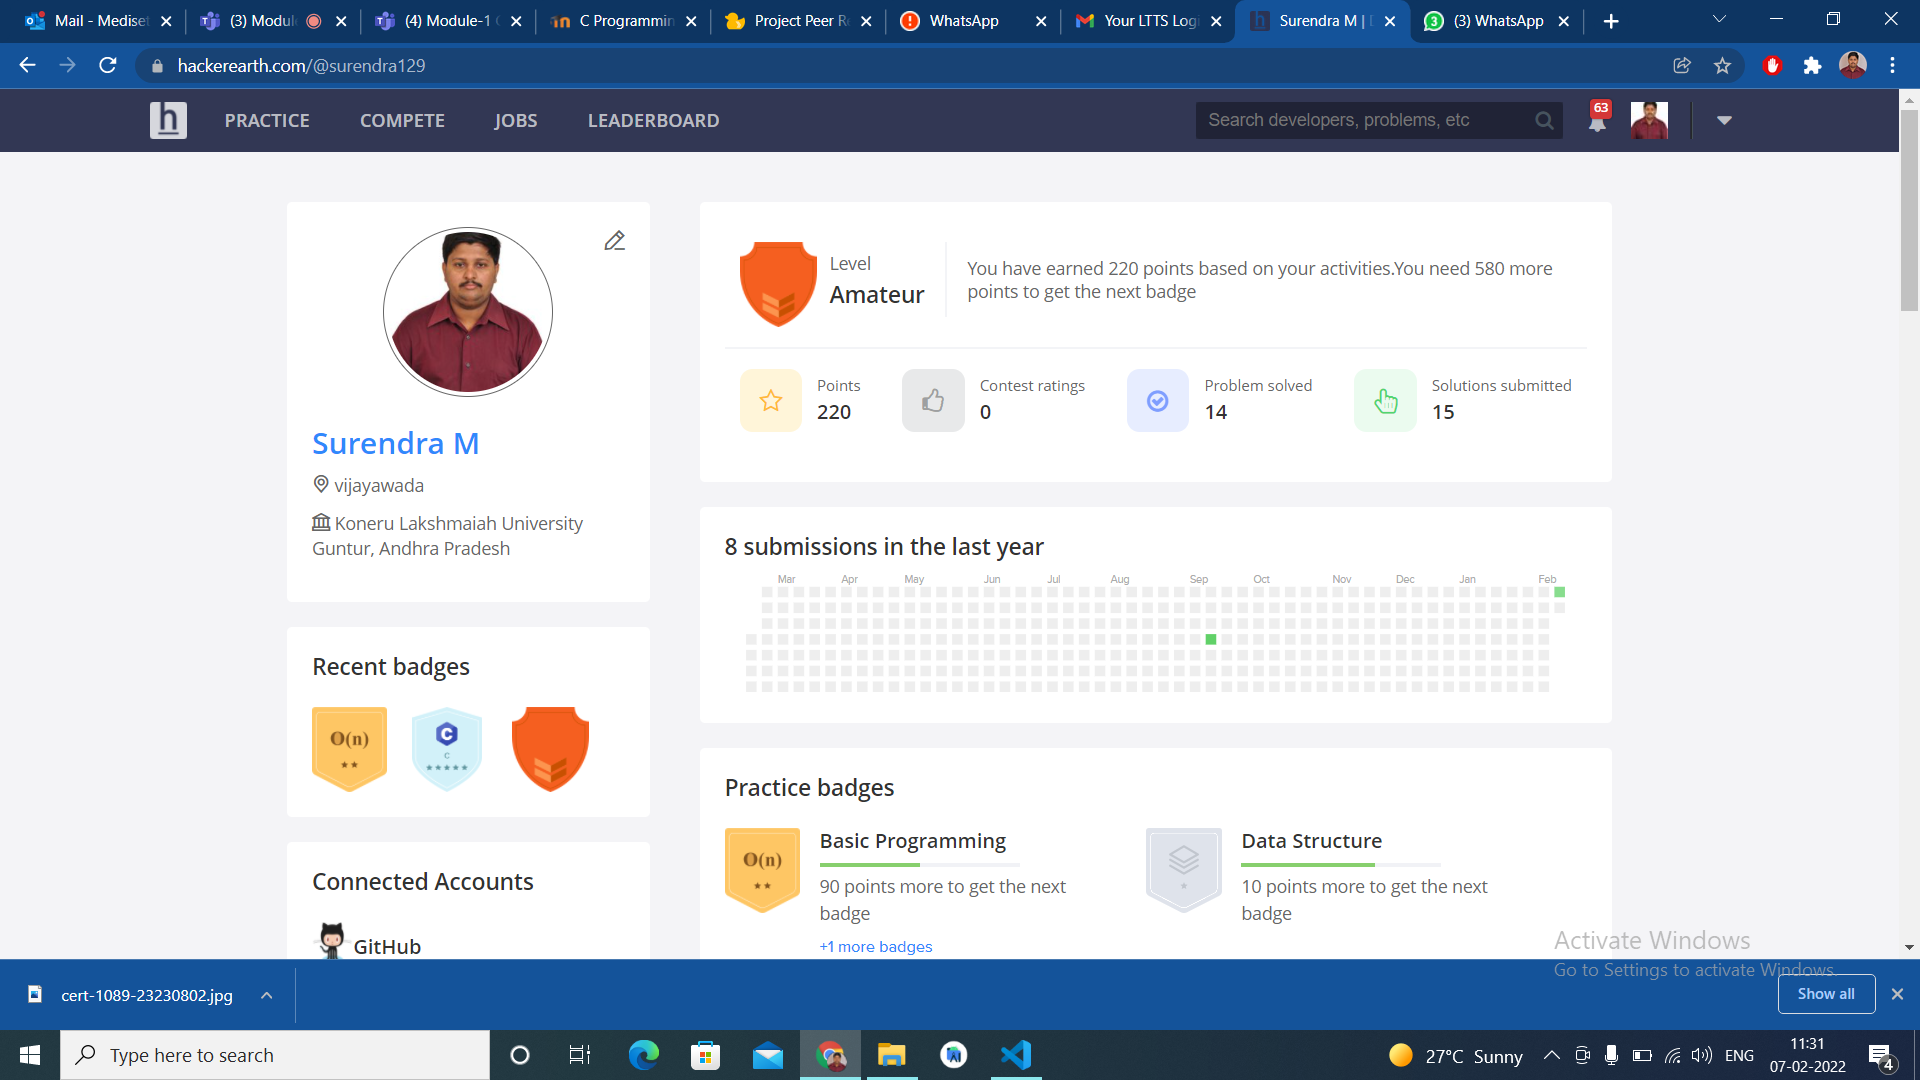 Mail - Mediset
(3) Modul
(4) Module-1
C Programmin
Project Peer R
WhatsApp
Your LTTS Logi
Surendra M |
(3) WhatsApp
hackerearth.com/@surendra129
h
PRACTICE
COMPETE
JOBS
LEADERBOARD
Search developers, problems, etc
63
Surendra M
vijayawada
Koneru Lakshmaiah University
Guntur, Andhra Pradesh
Level
Amateur
You have earned 220 points based on your activities.You need 580 more
points to get the next badge
Points
220
Contest ratings
0
Problem solved
14
Solutions submitted
15
8 submissions in the last year
Mar Apr May Jun Jul Aug Sep Oct Nov Dec Jan Feb
Recent badges
O(n)
C
C
Practice badges
O(n)
Basic Programming
90 points more to get the next
badge
+1 more badges
Data Structure
10 points more to get the next
badge
Connected Accounts
GitHub
Activate Windows
Go to Settings to activate Windows.
cert-1089-23230802.jpg
Show all
Type here to search
27°C Sunny
ENG
11:31
07-02-2022
4